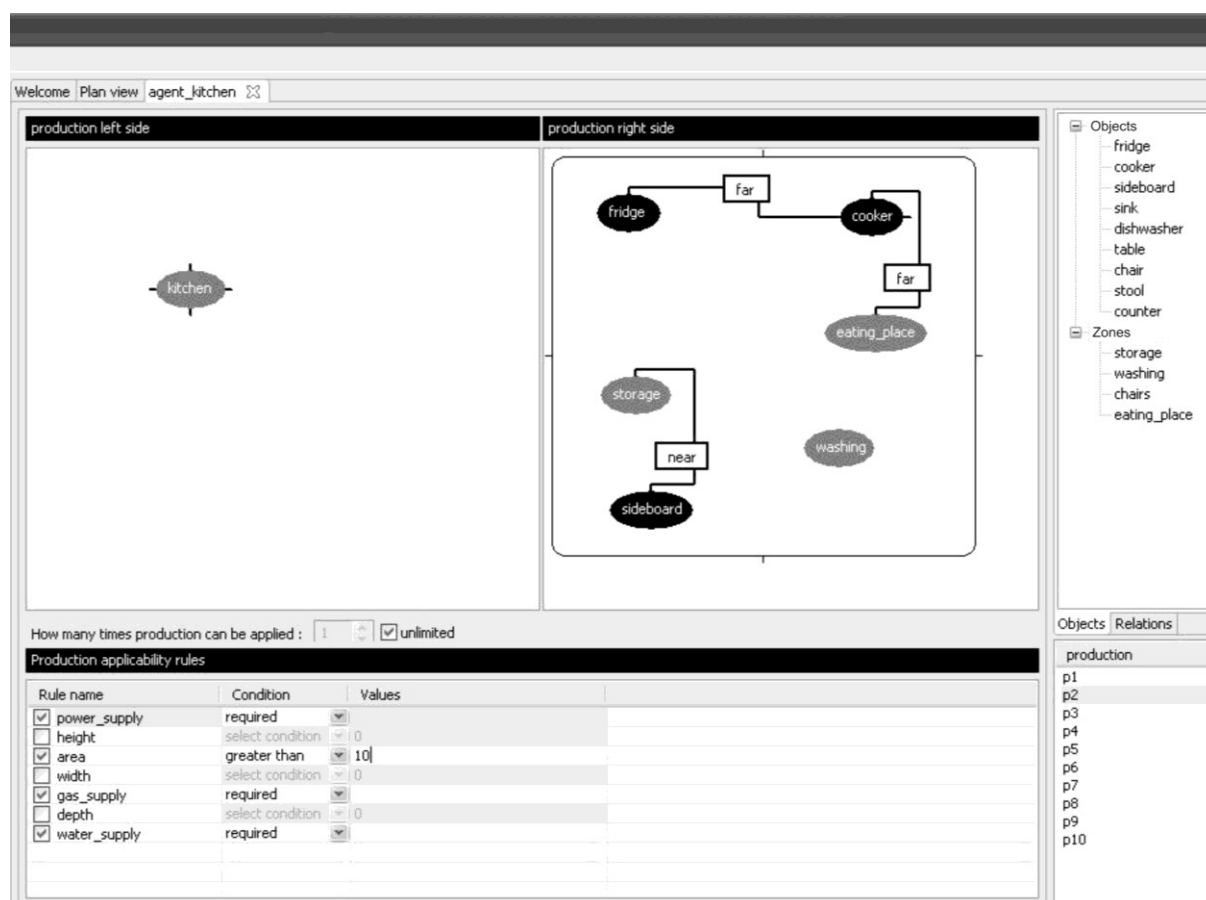 Welcome Plan view agent_kitchen
production left side
production right side
kitchen
far
fridge
cooker
far
eating_place
storage
near
washing
sideboard
Objects
fridge
cooker
sideboard
sink
dishwasher
table
chair
stool
counter
Zones
storage
washing
chairs
eating_place
How many times production can be applied : 1 unlimited
Production applicability rules
Rule name Condition Values
power_supply required
height select condition 0
area greater than 10
width select condition 0
gas_supply required
depth select condition 0
water_supply required
Objects Relations
production
p1
p2
p3
p4
p5
p6
p7
p8
p9
p10